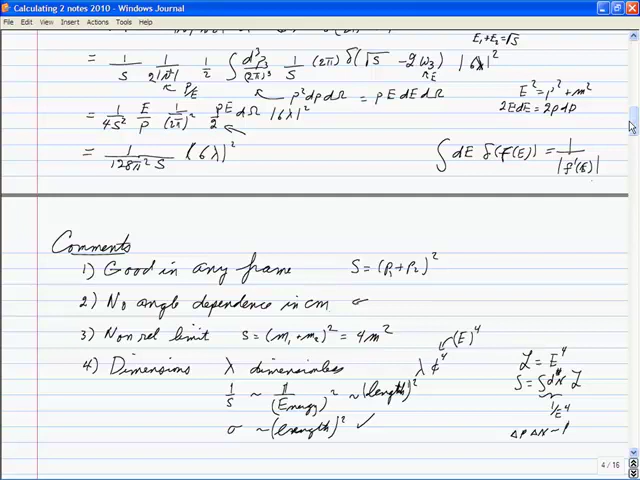 Calculating 2 notes 2010 - Windows Journal
File Edit View Insert Actions Tools Help
E₁+E₂=√s
= 1/s 1/(2|v|) 1/2 ∫ d³p₃/(2π)³ 1/s (2π) δ(√s - 2ω₃) |6λ|²
P/E
E
p²dpdΩ = pEdEdΩ
E² = p² + m²
2EdE = 2pdp
= 1/4s² E/p 1/(2π)² pE/2 dΩ |6λ|²
= 1/(128π² s) |6λ|²
∫dE δ(f(E)) = 1/|f'(E)|
Comments
1) Good in any frame S = (p₁+p₂)²
2) No angle dependence in cm
3) Non rel limit s = (m₁+m₂)² = 4m²
4) Dimensions λ dimensionless λφ⁴ (E)⁴
1/s ~ 1/(Energy)² ~ (length)²
σ ~ (length)² ✓
ℒ = E⁴
S = ∫d⁴x ℒ
1/E⁴
4 / 16